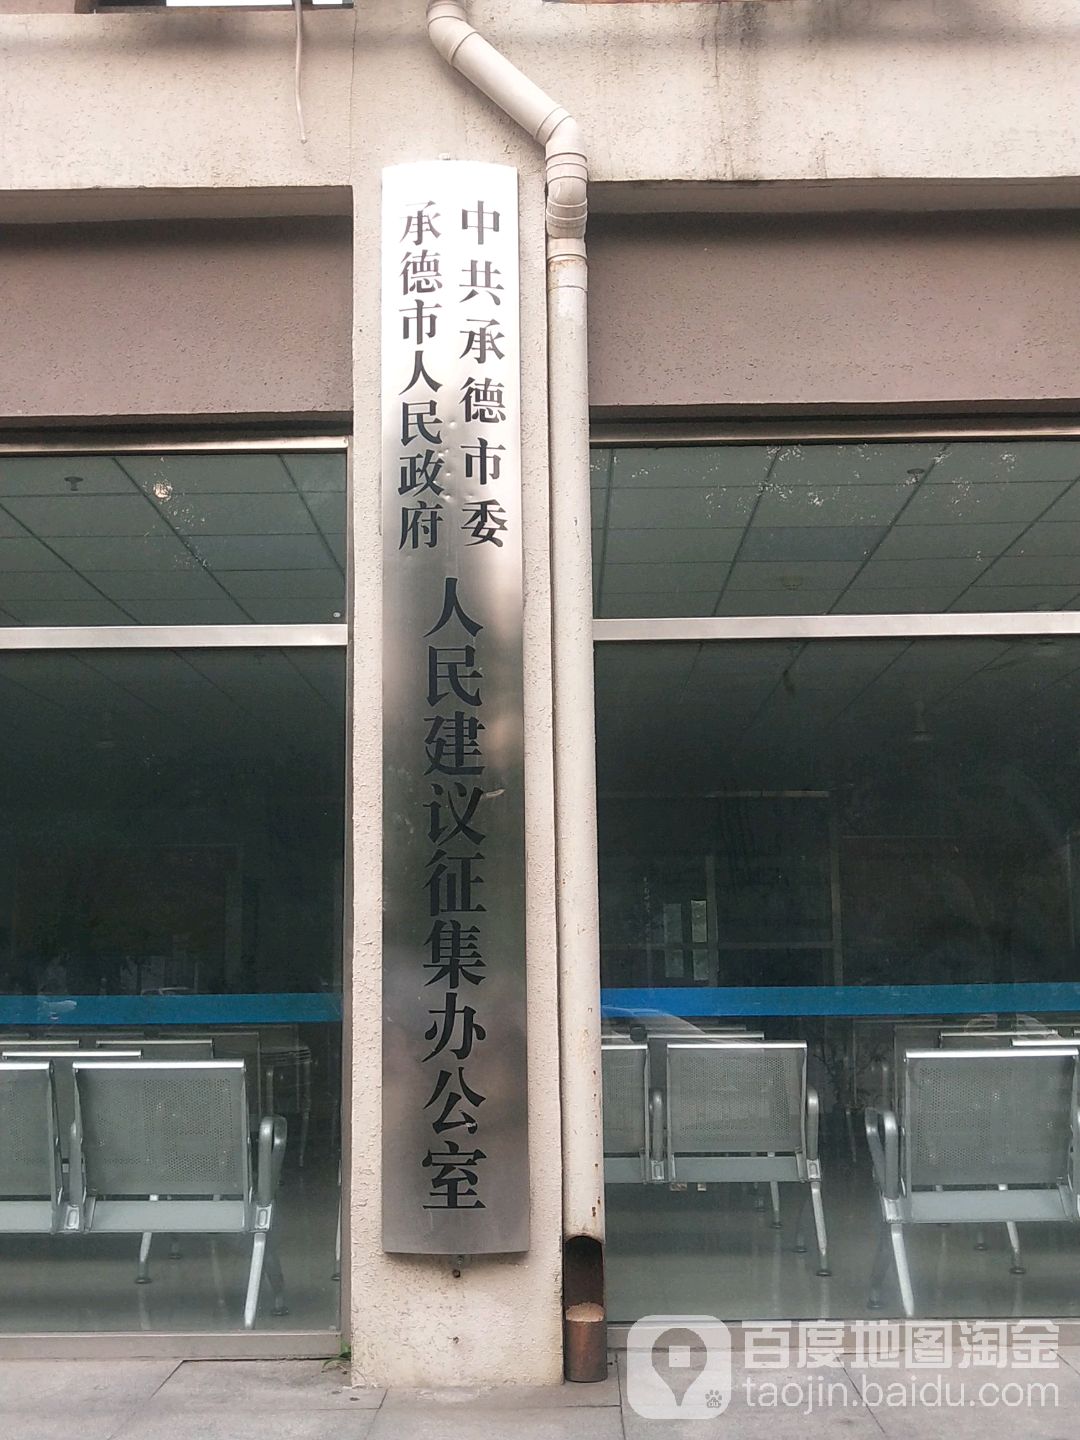 中共承德市委
承德市人民政府
人民建议征集办公室
百度地图淘金
taojin.baidu.com